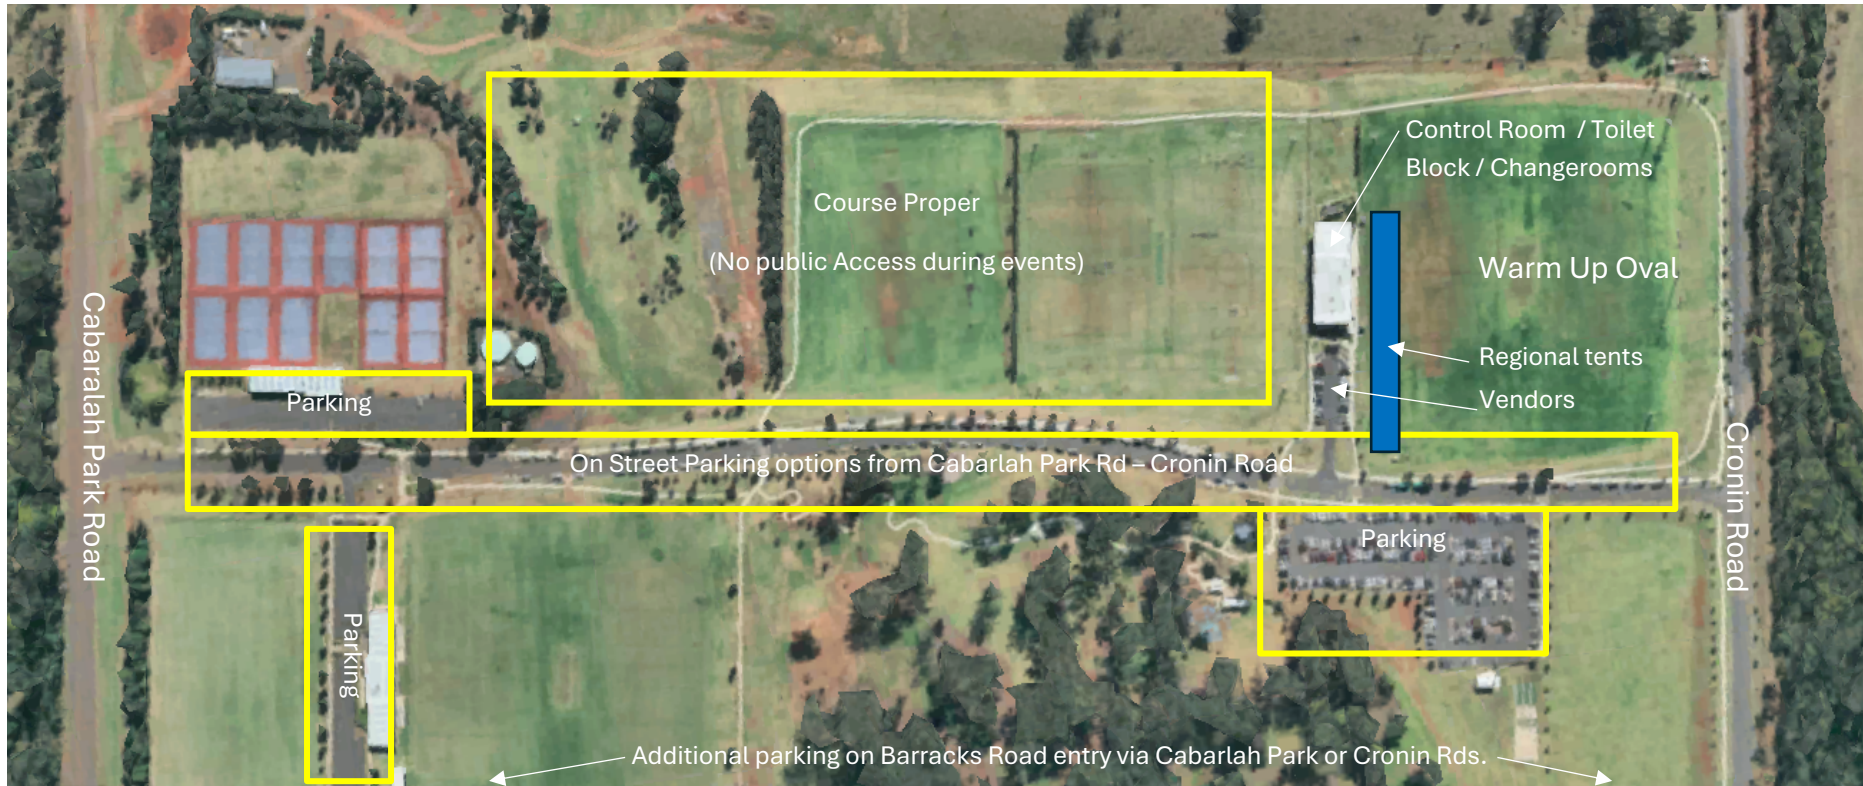 Control Room / Toilet
Block / Changerooms
Course Proper
(No public Access during events)
Warm Up Oval
Cabaralah Park Road
Regional tents
Vendors
Parking
On Street Parking options from Cabarlah Park Rd – Cronin Road
Cronin Road
Parking
Parking
Additional parking on Barracks Road entry via Cabarlah Park or Cronin Rds.